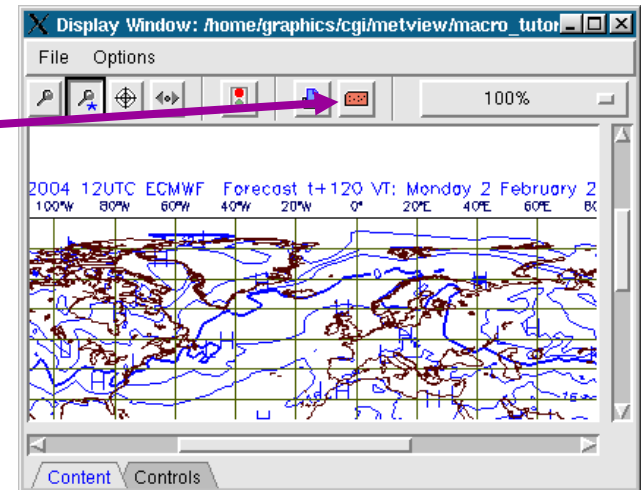 Display Window: /home/graphics/cgi/metview/macro_tutor
File Options
100%
2004 12UTC ECMWF Forecast t+120 VT: Monday 2 February 2
100°W 80°W 60°W 40°W 20°W 0° 20°E 40°E 60°E
Content Controls